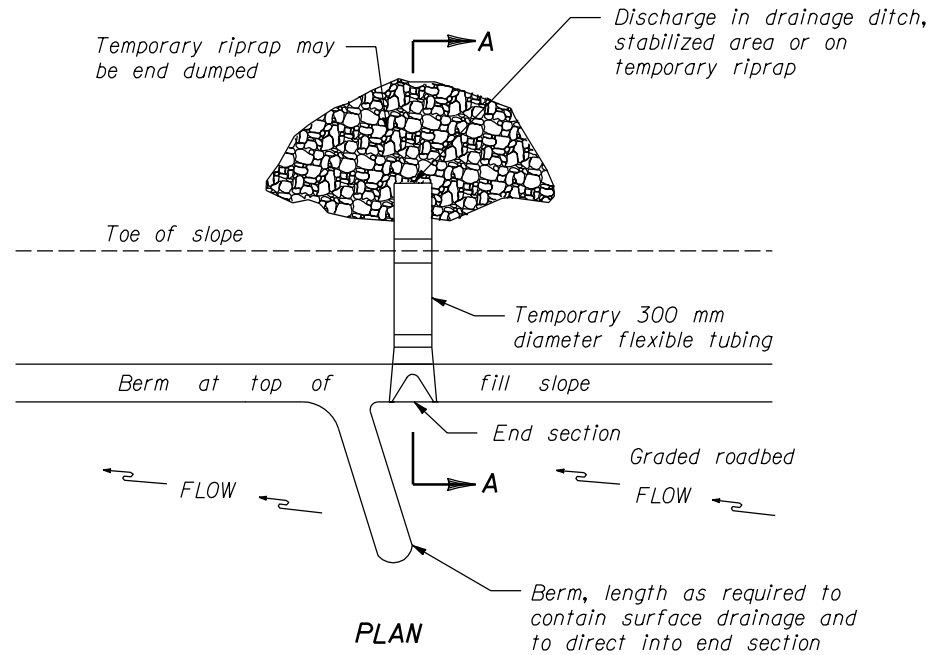 Discharge in drainage ditch,
stabilized area or on
temporary riprap
Temporary riprap may
be end dumped
A
Toe of slope
Temporary 300 mm
diameter flexible tubing
Berm at top of fill slope
End section
Graded roadbed
A
FLOW
FLOW
Berm, length as required to
contain surface drainage and
to direct into end section
PLAN